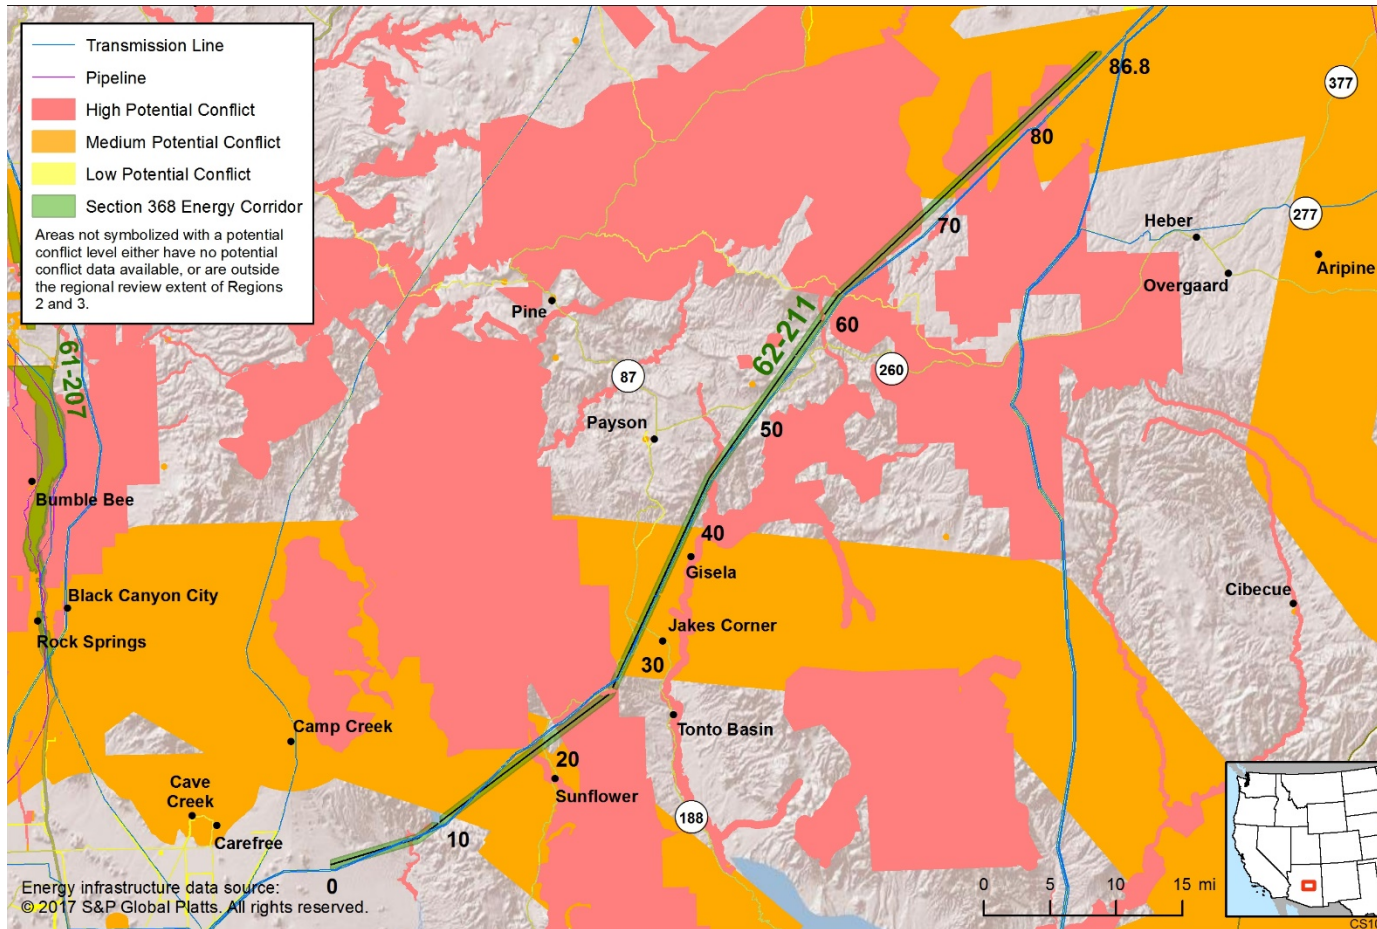 Transmission Line
Pipeline
High Potential Conflict
Medium Potential Conflict
Low Potential Conflict
Section 368 Energy Corridor
Areas not symbolized with a potential
conflict level either have no potential
conflict data available, or are outside
the regional review extent of Regions
2 and 3.
86.8
377
80
277
Heber
70
Aripine
Overgaard
Pine
62-211
60
61-207
87
260
Payson
50
Bumble Bee
40
Gisela
Black Canyon City
Cibecue
Rock Springs
Jakes Corner
30
Camp Creek
Tonto Basin
20
Cave
Creek
Sunflower
188
Carefree
10
0
Energy infrastructure data source:
© 2017 S&P Global Platts. All rights reserved.
0 5 10 15 mi